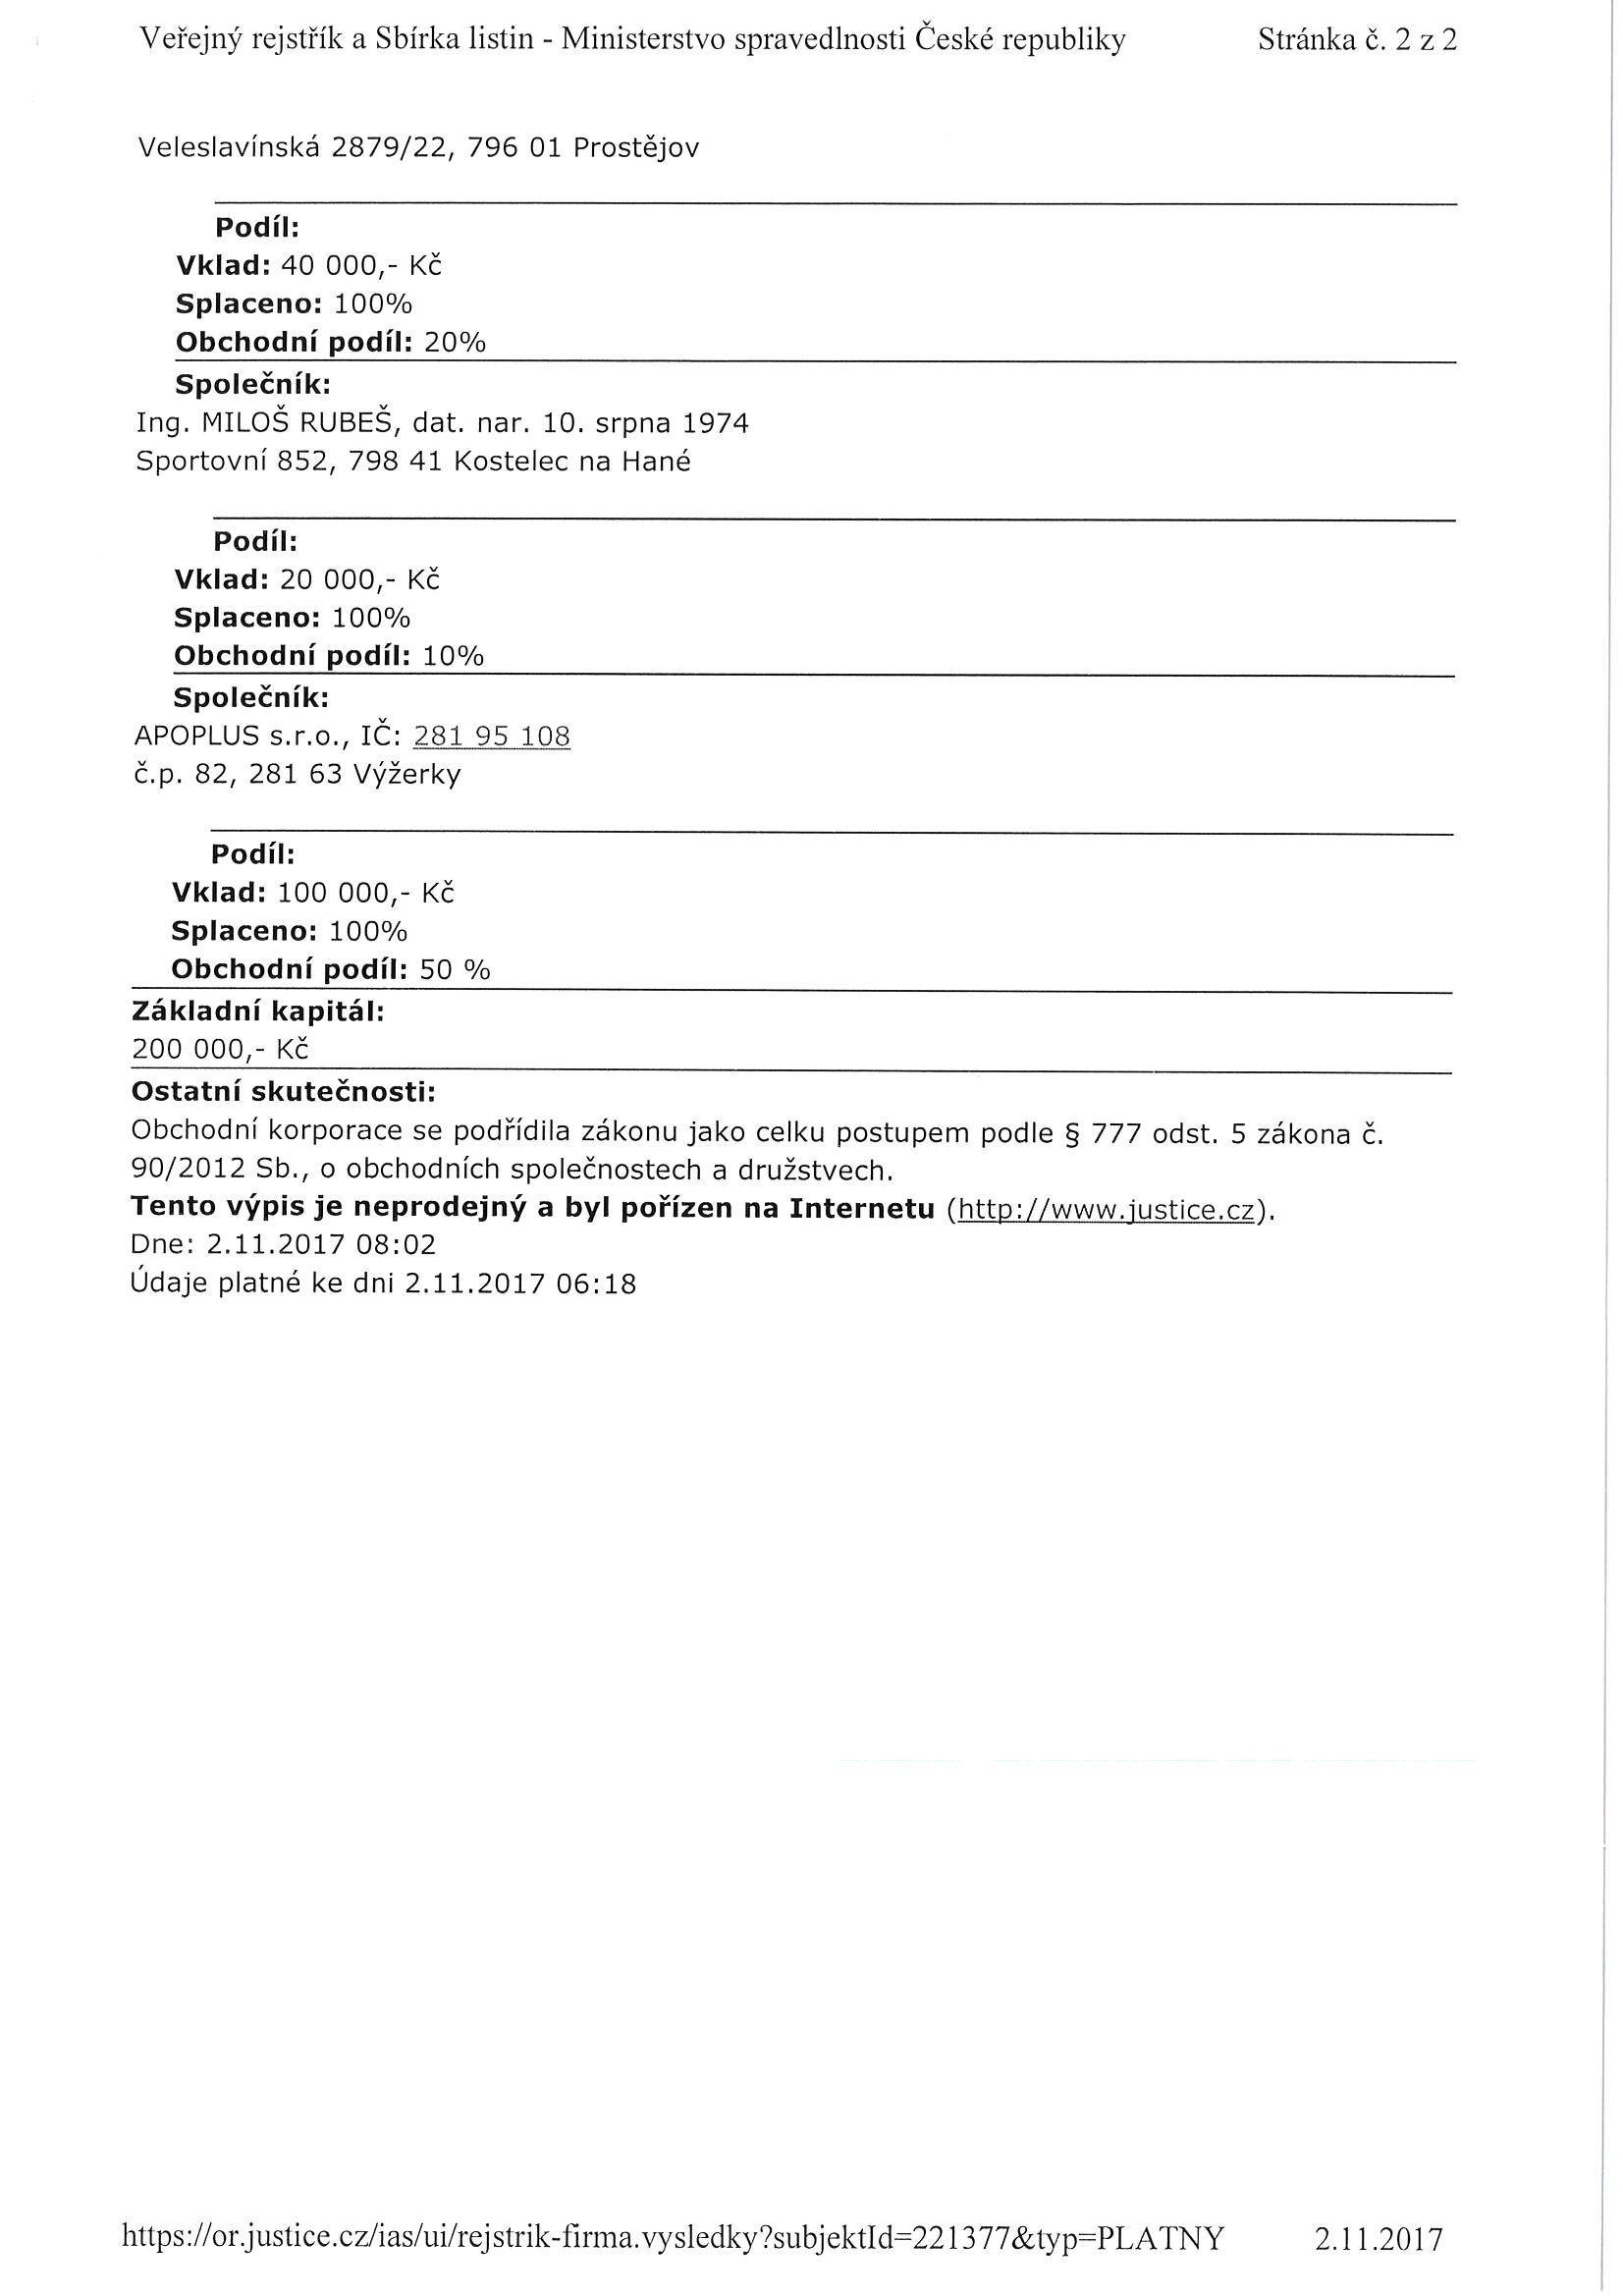 Veřejný rejstřík a Sbírka listin - Ministerstvo spravedlnosti České republiky Stránka č. 2 z 2
Veleslavínská 2879/22, 796 01 Prostějov
Podíl:
Vklad: 40 000,- Kč
Splaceno: 100%
Obchodní podíl: 20%
Společník:
Ing. MILOŠ RUBEŠ, dat. nar. 10. srpna 1974
Sportovní 852, 798 41 Kostelec na Hané
Podíl:
Vklad: 20 000,- Kč
Splaceno: 100%
Obchodní podíl: 10%
Společník:
APOPLUS s.r.o., IČ: 281 95 108
č.p. 82, 281 63 Výžerky
Podíl:
Vklad: 100 000,- Kč
Splaceno: 100%
Obchodní podíl: 50 %
Základní kapitál:
200 000,- Kč
Ostatní skutečnosti:
Obchodní korporace se podřídila zákonu jako celku postupem podle § 777 odst. 5 zákona č.
90/2012 Sb., o obchodních společnostech a družstvech.
Tento výpis je neprodejný a byl pořízen na Internetu (http://www.justice.cz).
Dne: 2.11.2017 08:02
Údaje platné ke dni 2.11.2017 06:18
https://or.justice.cz/ias/ui/rejstrik-firma.vysledky?subjektId=221377&typ=PLATNY 2.11.2017